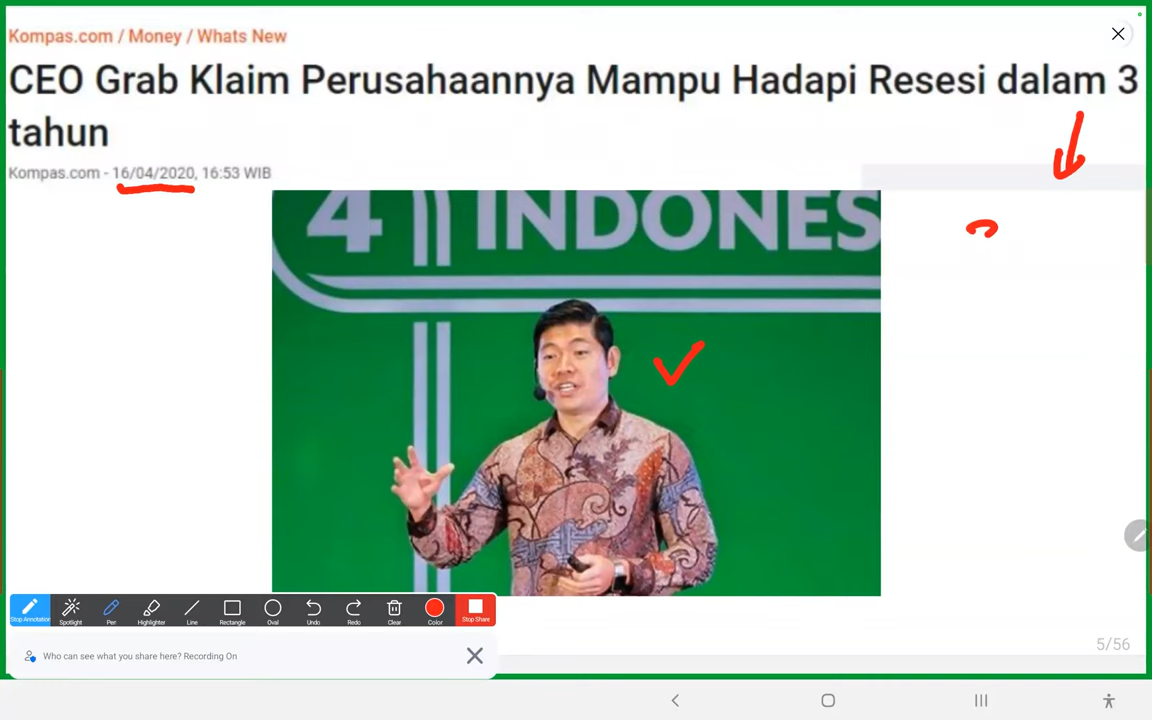 Kompas.com / Money / Whats New
CEO Grab Klaim Perusahaannya Mampu Hadapi Resesi dalam 3
tahun
Kompas.com - 16/04/2020, 16:53 WIB
4 INDONES
Stop Annotation
Spotlight
Pen
Highlighter
Line
Rectangle
Oval
Undo
Redo
Clear
Color
Stop Share
Who can see what you share here? Recording On
5/56